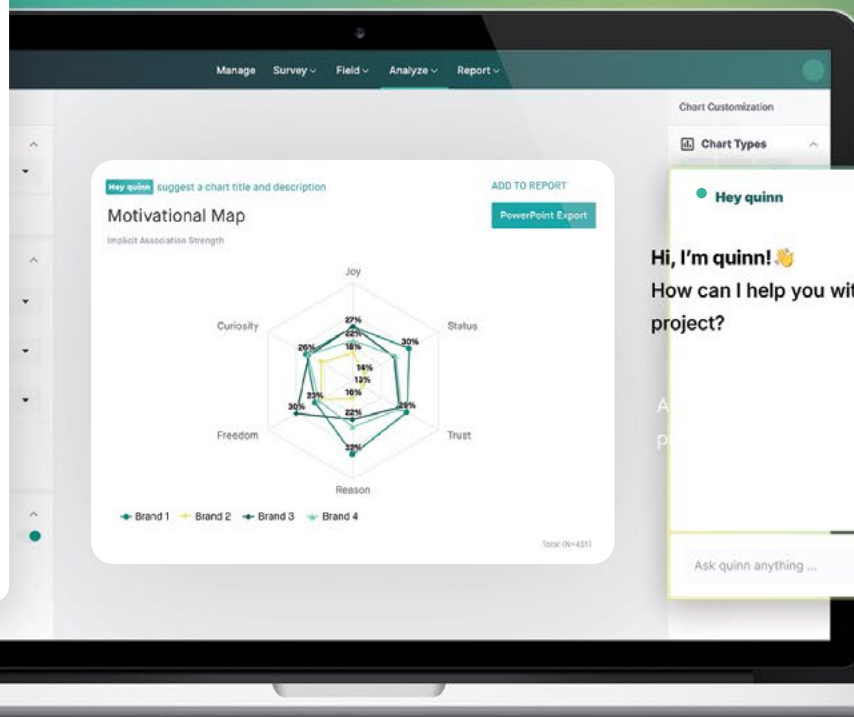 Manage Survey Field Analyze Report
Chart Customization
Chart Types
Hey quinn suggest a chart title and description
ADD TO REPORT
Motivational Map
PowerPoint Export
Implicit Association Strength
Joy
Curiosity
Status
27%
22%
26%
18%
30%
14%
13%
23%
16%
30%
22%
29%
Freedom
Trust
32%
Reason
Brand 1 Brand 2 Brand 3 Brand 4
Total (N=451)
Hey quinn
Hi, I'm quinn!👋
How can I help you wit
project?
A
p
Ask quinn anything ...